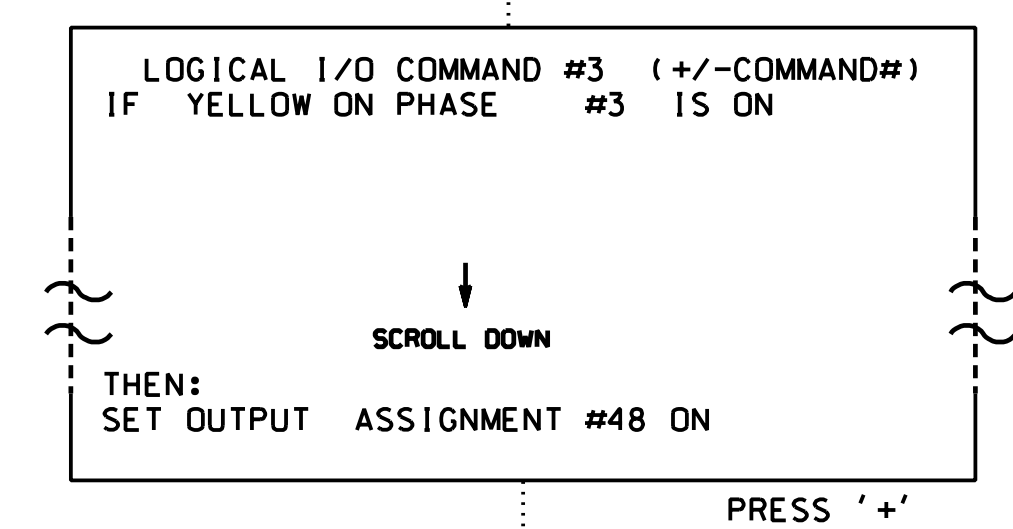 LOGICAL I/O COMMAND #3 (+/-COMMAND#)
IF YELLOW ON PHASE #3 IS ON
SCROLL DOWN
THEN:
SET OUTPUT ASSIGNMENT #48 ON
PRESS '+'